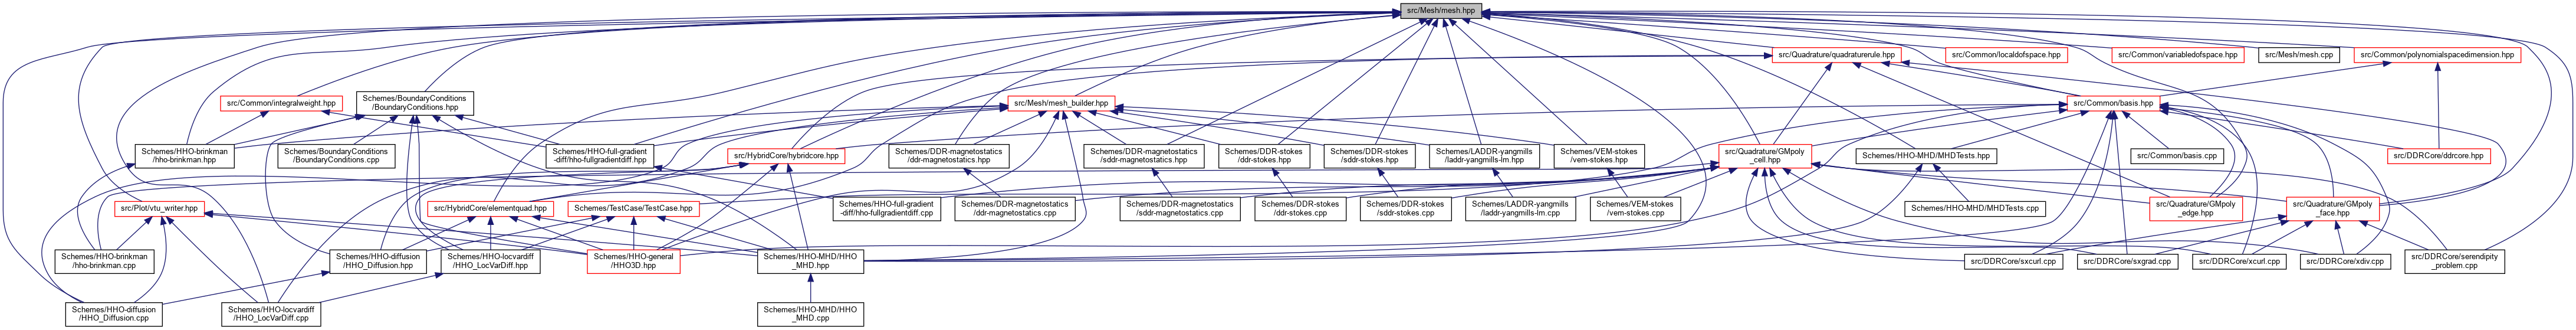 src/Mesh/mesh.hpp
src/Quadrature/quadraturerule.hpp
src/Common/localdofspace.hpp
src/Common/variabledofspace.hpp
src/Mesh/mesh.cpp
src/Common/polynomialspacedimension.hpp
src/Common/integralweight.hpp
Schemes/BoundaryConditions
/BoundaryConditions.hpp
src/Mesh/mesh_builder.hpp
src/Common/basis.hpp
Schemes/HHO-brinkman
/hho-brinkman.hpp
Schemes/BoundaryConditions
/BoundaryConditions.cpp
Schemes/HHO-full-gradient
-diff/hho-fullgradientdiff.hpp
src/HybridCore/hybridcore.hpp
Schemes/DDR-magnetostatics
/ddr-magnetostatics.hpp
Schemes/DDR-magnetostatics
/sddr-magnetostatics.hpp
Schemes/DDR-stokes
/ddr-stokes.hpp
Schemes/DDR-stokes
/sddr-stokes.hpp
Schemes/LADDR-yangmills
/laddr-yangmills-lm.hpp
Schemes/VEM-stokes
/vem-stokes.hpp
src/Quadrature/GMpoly
_cell.hpp
Schemes/HHO-MHD/MHDTests.hpp
src/Common/basis.cpp
src/DDRCore/ddrcore.hpp
src/Plot/vtu_writer.hpp
src/HybridCore/elementquad.hpp
Schemes/TestCase/TestCase.hpp
Schemes/HHO-full-gradient
-diff/hho-fullgradientdiff.cpp
Schemes/DDR-magnetostatics
/ddr-magnetostatics.cpp
Schemes/DDR-magnetostatics
/sddr-magnetostatics.cpp
Schemes/DDR-stokes
/ddr-stokes.cpp
Schemes/DDR-stokes
/sddr-stokes.cpp
Schemes/LADDR-yangmills
/laddr-yangmills-lm.cpp
Schemes/VEM-stokes
/vem-stokes.cpp
Schemes/HHO-MHD/MHDTests.cpp
src/Quadrature/GMpoly
_edge.hpp
src/Quadrature/GMpoly
_face.hpp
Schemes/HHO-brinkman
/hho-brinkman.cpp
Schemes/HHO-diffusion
/HHO_Diffusion.hpp
Schemes/HHO-locvardiff
/HHO_LocVarDiff.hpp
Schemes/HHO-general
/HHO3D.hpp
Schemes/HHO-MHD/HHO
_MHD.hpp
src/DDRCore/sxcurl.cpp
src/DDRCore/sxgrad.cpp
src/DDRCore/xcurl.cpp
src/DDRCore/xdiv.cpp
src/DDRCore/serendipity
_problem.cpp
Schemes/HHO-diffusion
/HHO_Diffusion.cpp
Schemes/HHO-locvardiff
/HHO_LocVarDiff.cpp
Schemes/HHO-MHD/HHO
_MHD.cpp